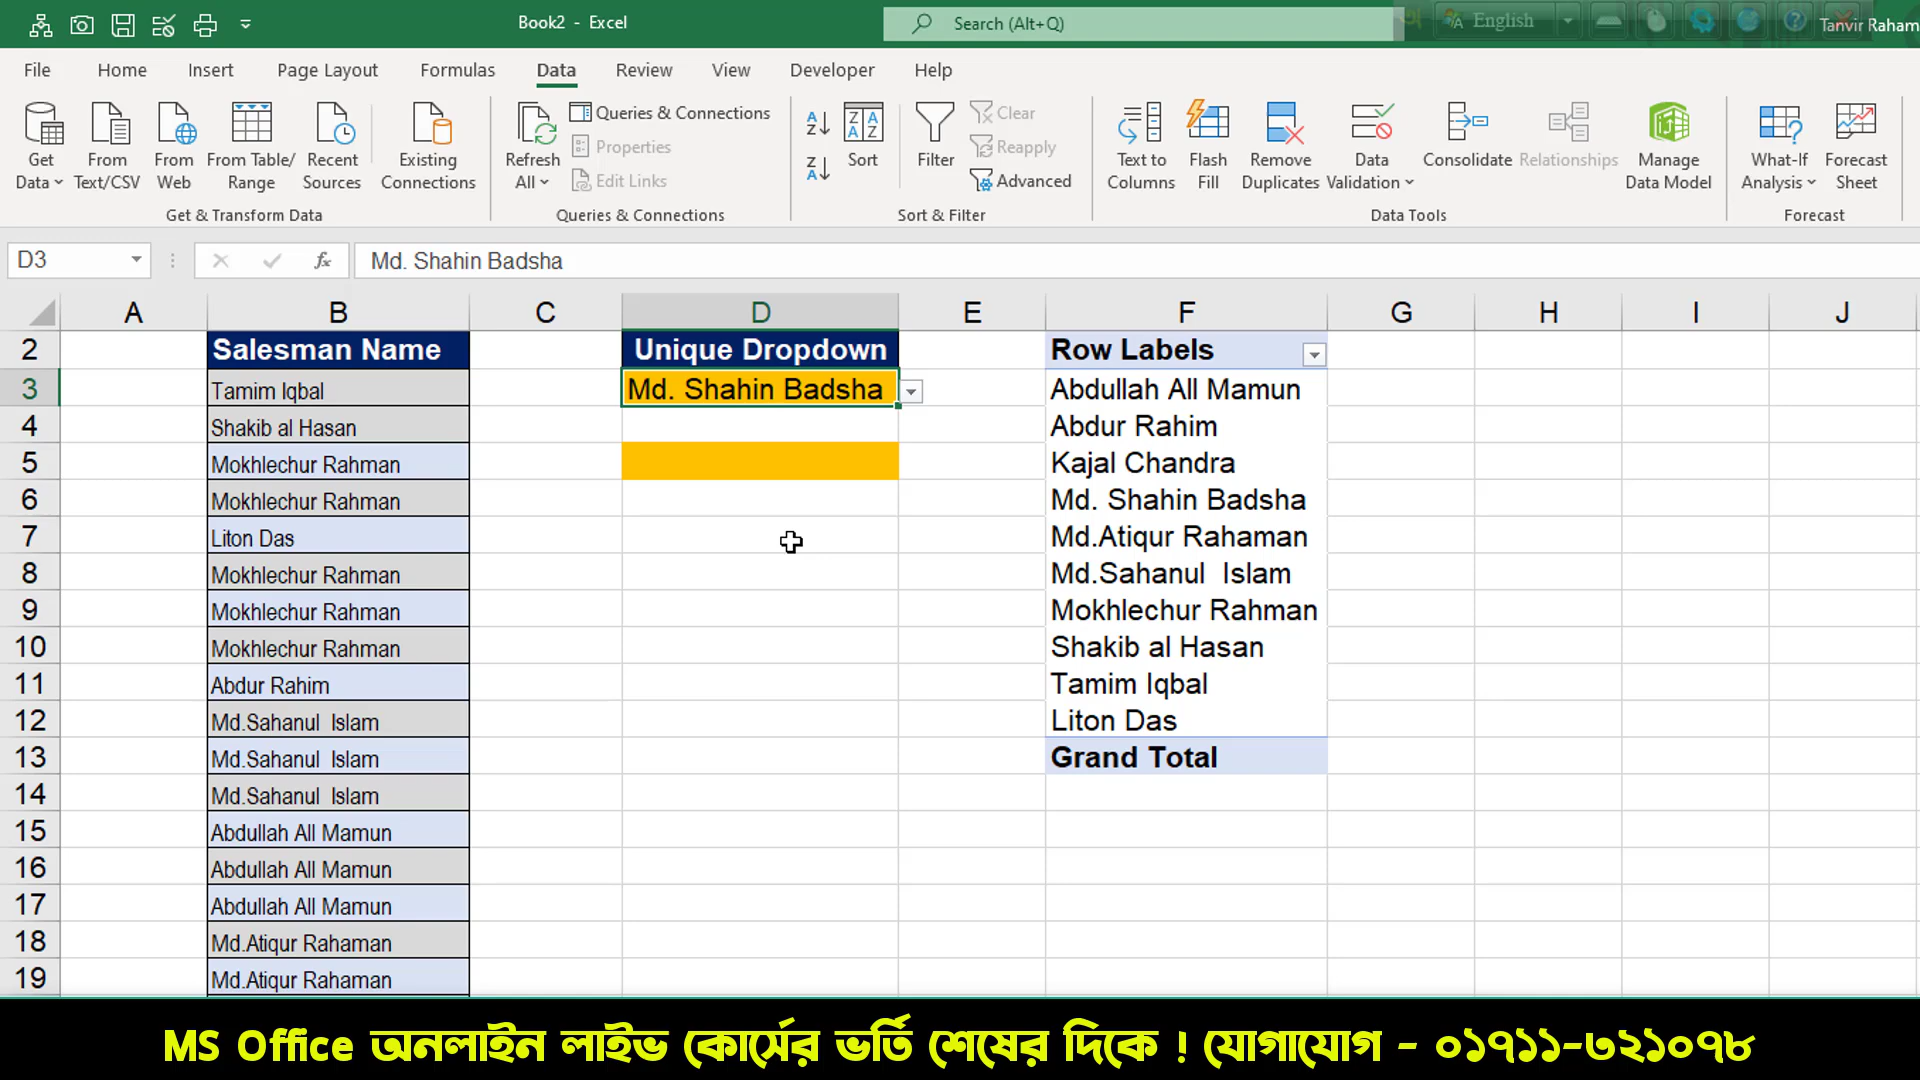 Book2 - Excel
Search (Alt+Q)
English
Tanvir Raham
File Home Insert Page Layout Formulas Data Review View Developer Help
Get Data
From Text/CSV
From Web
From Table/ Range
Recent Sources
Existing Connections
Get & Transform Data
Refresh All
Queries & Connections
Properties
Edit Links
Queries & Connections
Sort
Filter
Clear
Reapply
Advanced
Sort & Filter
Text to Columns
Flash Fill
Remove Duplicates
Data Validation
Consolidate
Relationships
Manage Data Model
Data Tools
What-If Analysis
Forecast Sheet
Forecast
D3 fx Md. Shahin Badsha
A B C D E F G H I J
2 Salesman Name Unique Dropdown Row Labels
3 Tamim Iqbal Md. Shahin Badsha Abdullah All Mamun
4 Shakib al Hasan Abdur Rahim
5 Mokhlechur Rahman Kajal Chandra
6 Mokhlechur Rahman Md. Shahin Badsha
7 Liton Das Md.Atiqur Rahaman
8 Mokhlechur Rahman Md.Sahanul Islam
9 Mokhlechur Rahman Mokhlechur Rahman
10 Mokhlechur Rahman Shakib al Hasan
11 Abdur Rahim Tamim Iqbal
12 Md.Sahanul Islam Liton Das
13 Md.Sahanul Islam Grand Total
14 Md.Sahanul Islam
15 Abdullah All Mamun
16 Abdullah All Mamun
17 Abdullah All Mamun
18 Md.Atiqur Rahaman
19 Md.Atiqur Rahaman
MS Office অনলাইন লাইভ কোর্সের ভর্তি শেষের দিকে ! যোগাযোগ - ০১৭১১-৩২১০৭৮